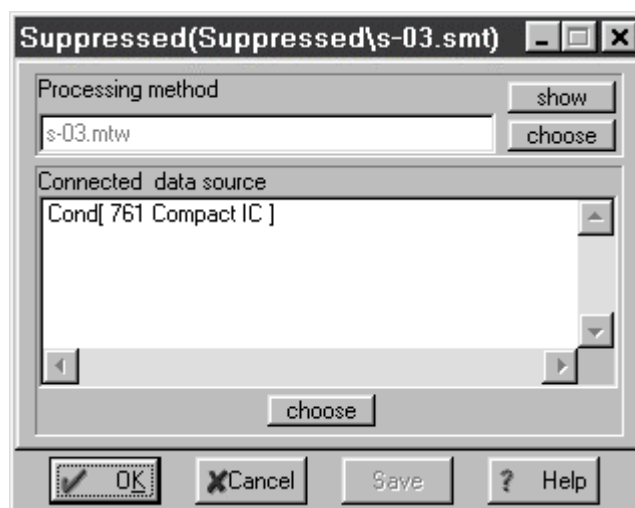 Suppressed(Suppressed\s-03.smt)
Processing method
show
s-03.mtw
choose
Connected data source
Cond[ 761 Compact IC ]
choose
OK
Cancel
Save
? Help